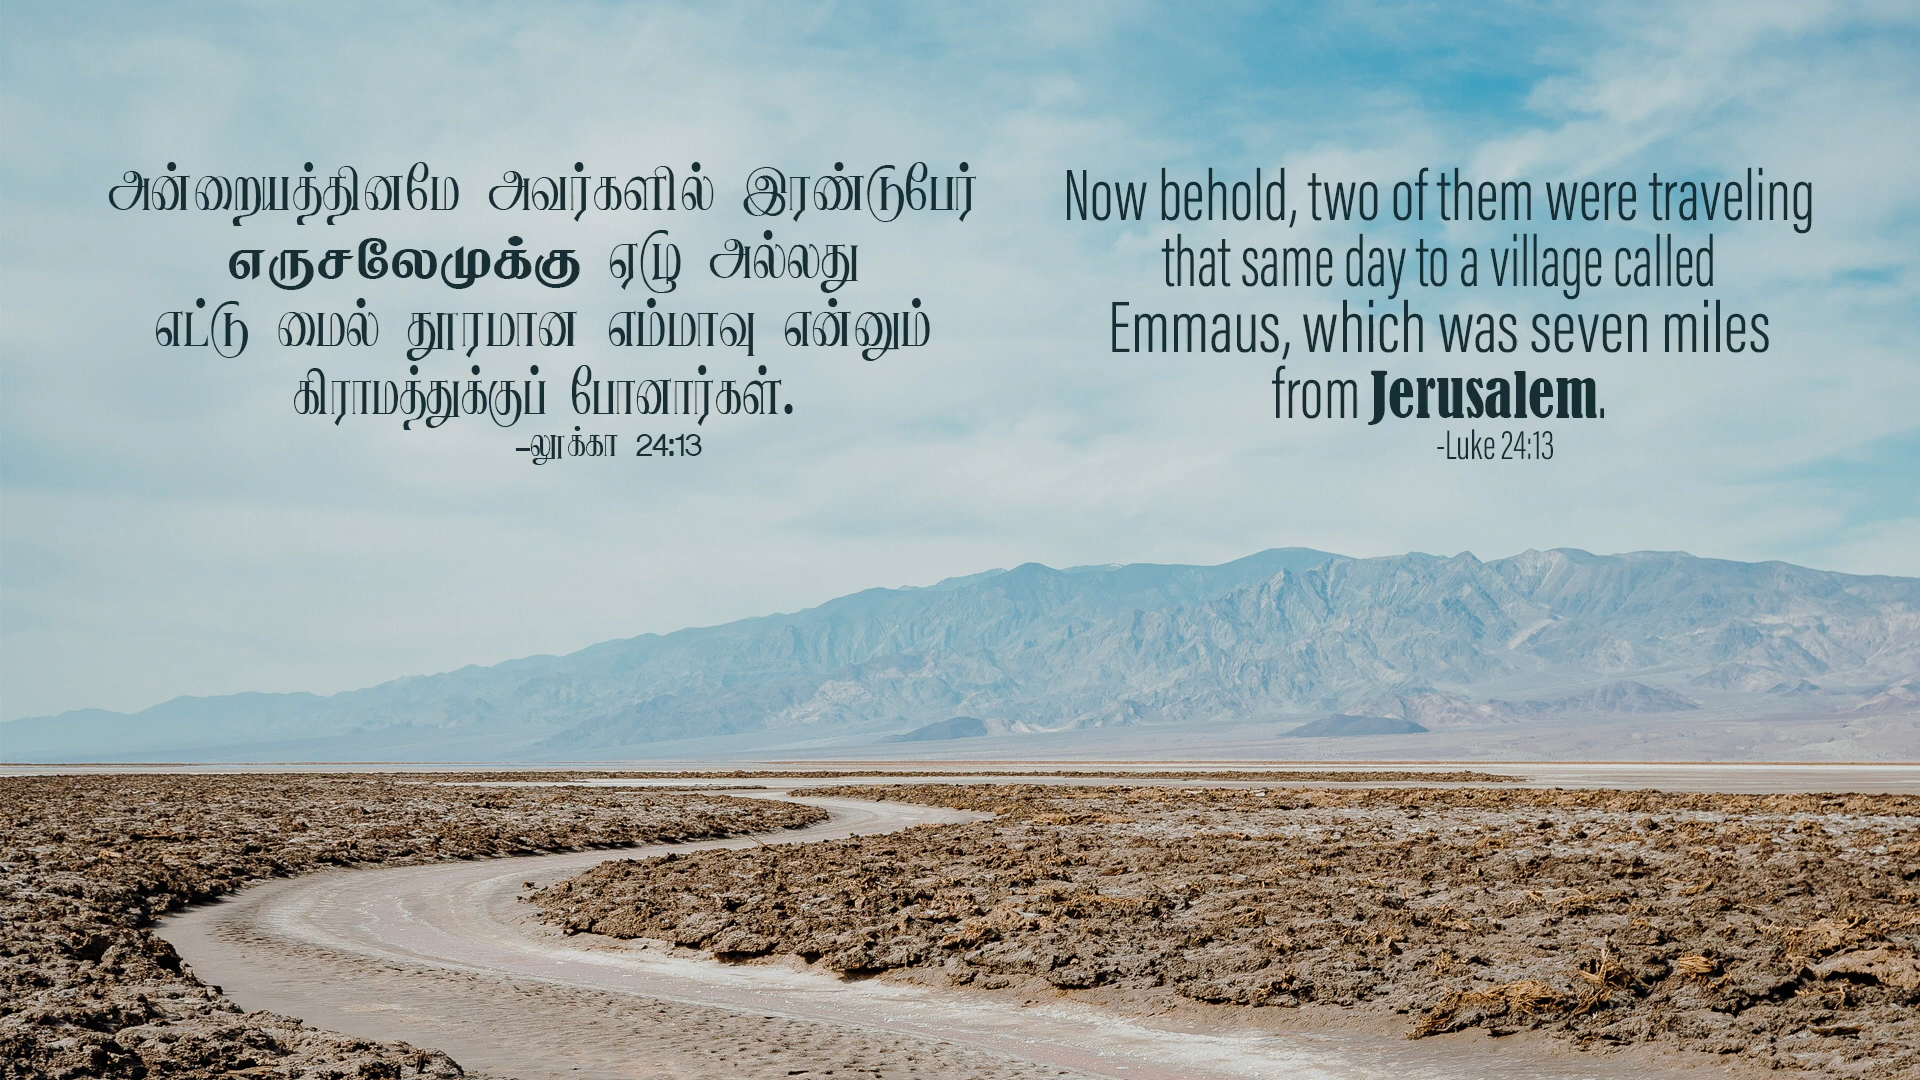 அன்றையத்தினமே அவர்களில் இரண்டுபேர்
எருசலேமுக்கு ஏழு அல்லது
எட்டு மைல் தூரமான எம்மாவு என்னும்
கிராமத்துக்குப் போனார்கள்.
-லூக்கா 24:13
Now behold, two of them were traveling
that same day to a village called
Emmaus, which was seven miles
from Jerusalem.
-Luke 24:13